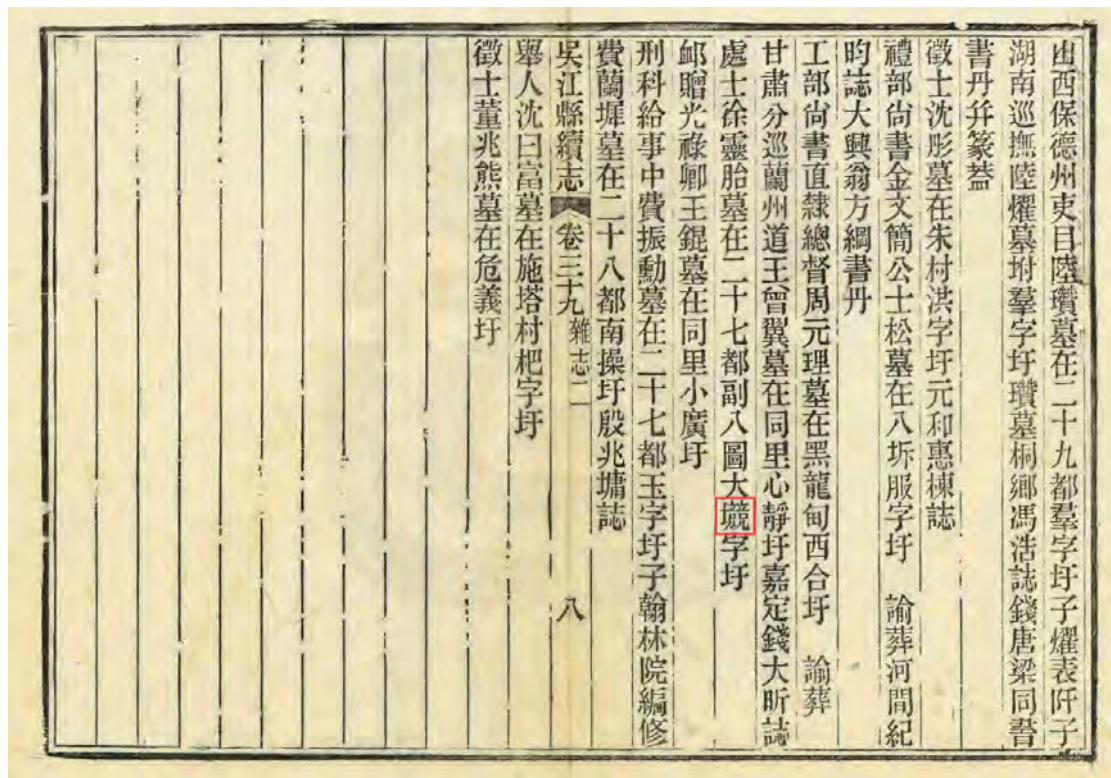 山西保德州吏目陸瓚墓在二十九都羣字圩子燿表阡子
湖南巡撫陸燿墓坿羣字圩瓚墓桐鄉馮浩誌錢唐梁同書
書丹幷篆葢
徵士沈彤墓在朱村洪字圩元和惠棟誌
禮部尙書金文簡公士松墓在八坼服字圩 諭葬河間紀
昀誌大興翁方綱書丹
工部尙書直隸總督周元理墓在黑龍甸西合圩 諭葬
甘肅分巡蘭州道王曾翼墓在同里心靜圩嘉定錢大昕誌
處士徐靈胎墓在二十七都副八圖大字圩
卹贈光祿卿王錕墓在同里小廣圩
刑科給事中費振勳墓在二十七都玉字圩子翰林院編修
費蘭墀墓在二十八都南操圩殷兆墉誌
吳江縣續志 卷三十九 雜志二 八
舉人沈曰富墓在施塔村杷字圩
徵士董兆熊墓在危義圩